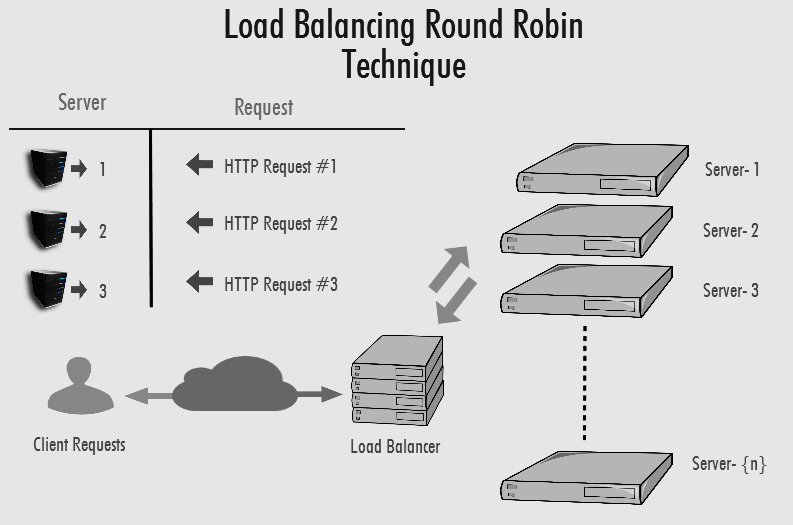 Load Balancing Round Robin
Technique
Server
Request
1
HTTP Request #1
2
HTTP Request #2
3
HTTP Request #3
Server- 1
Server- 2
Server- 3
Client Requests
Load Balancer
Server- {n}